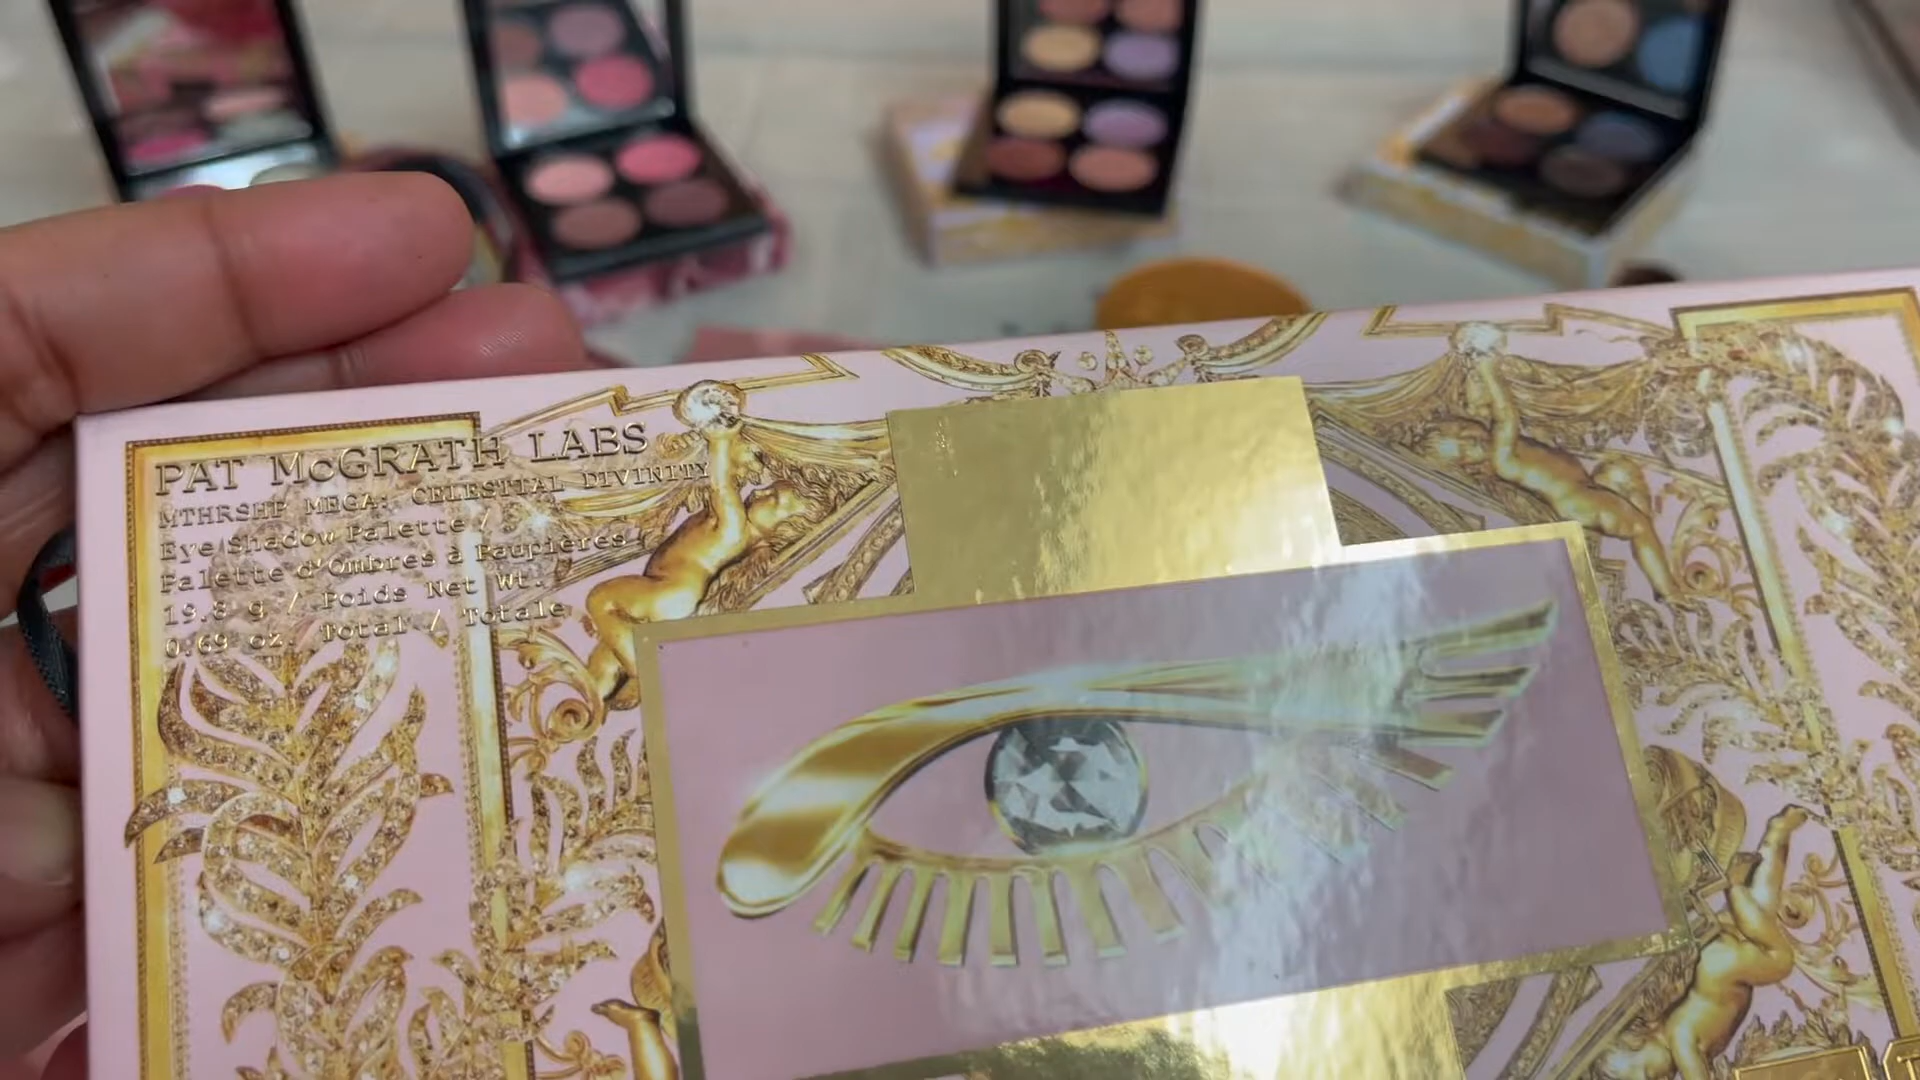 PAT McGRATH LABS
MTHRSHP MEGA: CELESTIAL DIVINITY
Eye Shadow Palette /
Palette d'Ombres à Paupières
19.8 g / Poids Net Wt.
0.69 oz. Total / Totale